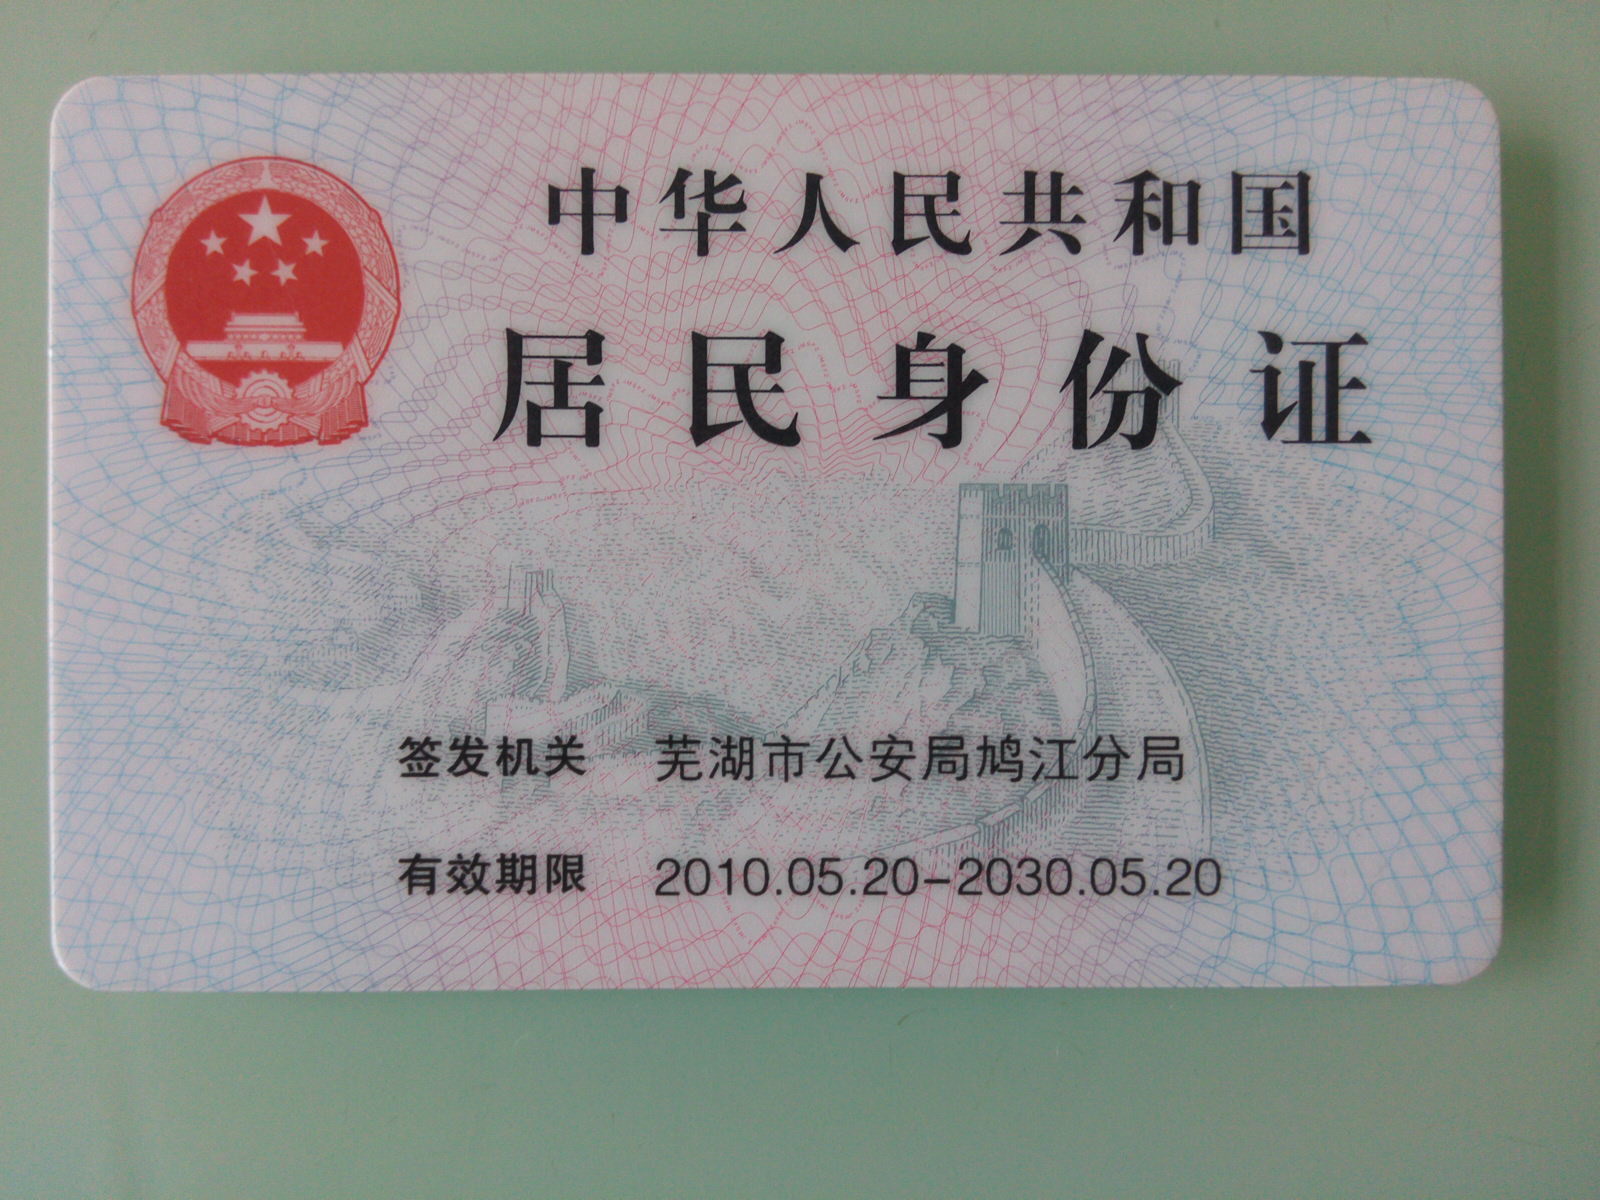 中华人民共和国
居民身份证
签发机关 芜湖市公安局鸠江分局
有效期限 2010.05.20-2030.05.20